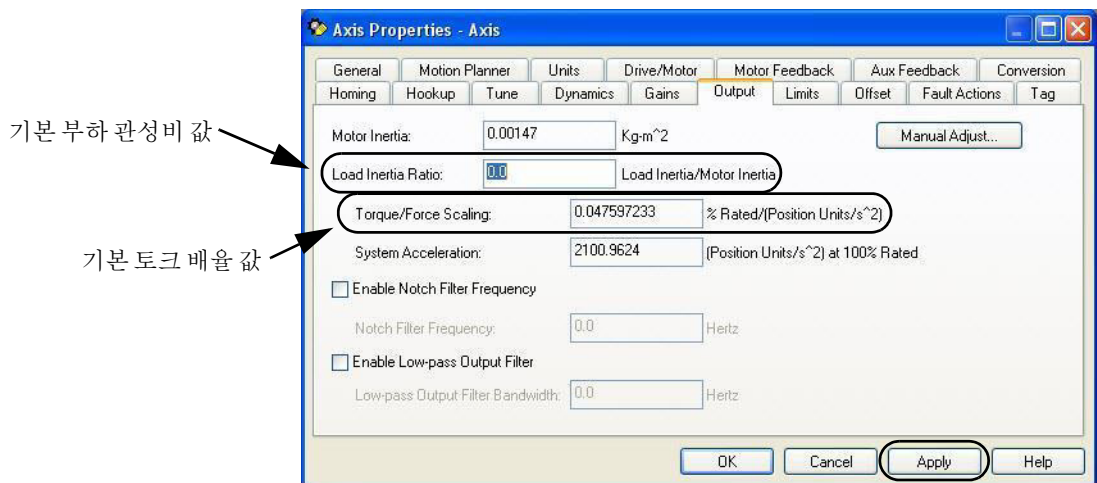 Axis Properties - Axis
General Motion Planner Units Drive/Motor Motor Feedback Aux Feedback Conversion
Homing Hookup Tune Dynamics Gains Output Limits Offset Fault Actions Tag
기본 부하 관성비 값
Motor Inertia: 0.00147 Kg-m^2 Manual Adjust...
Load Inertia Ratio: 0.0 Load Inertia/Motor Inertia
Torque/Force Scaling: 0.047597233 % Rated/(Position Units/s^2)
기본 토크 배율 값
System Acceleration: 2100.9624 (Position Units/s^2) at 100% Rated
Enable Notch Filter Frequency
Notch Filter Frequency: 0.0 Hertz
Enable Low-pass Output Filter
Low-pass Output Filter Bandwidth: 0.0 Hertz
OK Cancel Apply Help